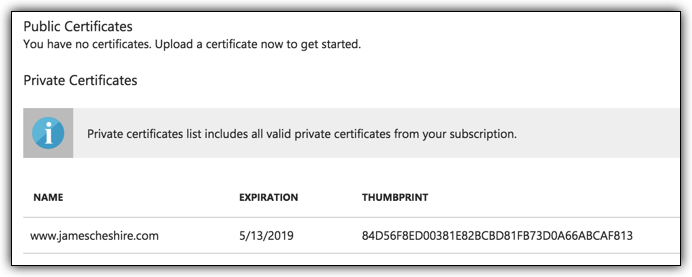 Public Certificates
You have no certificates. Upload a certificate now to get started.
Private Certificates
Private certificates list includes all valid private certificates from your subscription.
NAME EXPIRATION THUMBPRINT
www.jamescheshire.com 5/13/2019 84D56F8ED00381E82BCBD81FB73D0A66ABCAF813